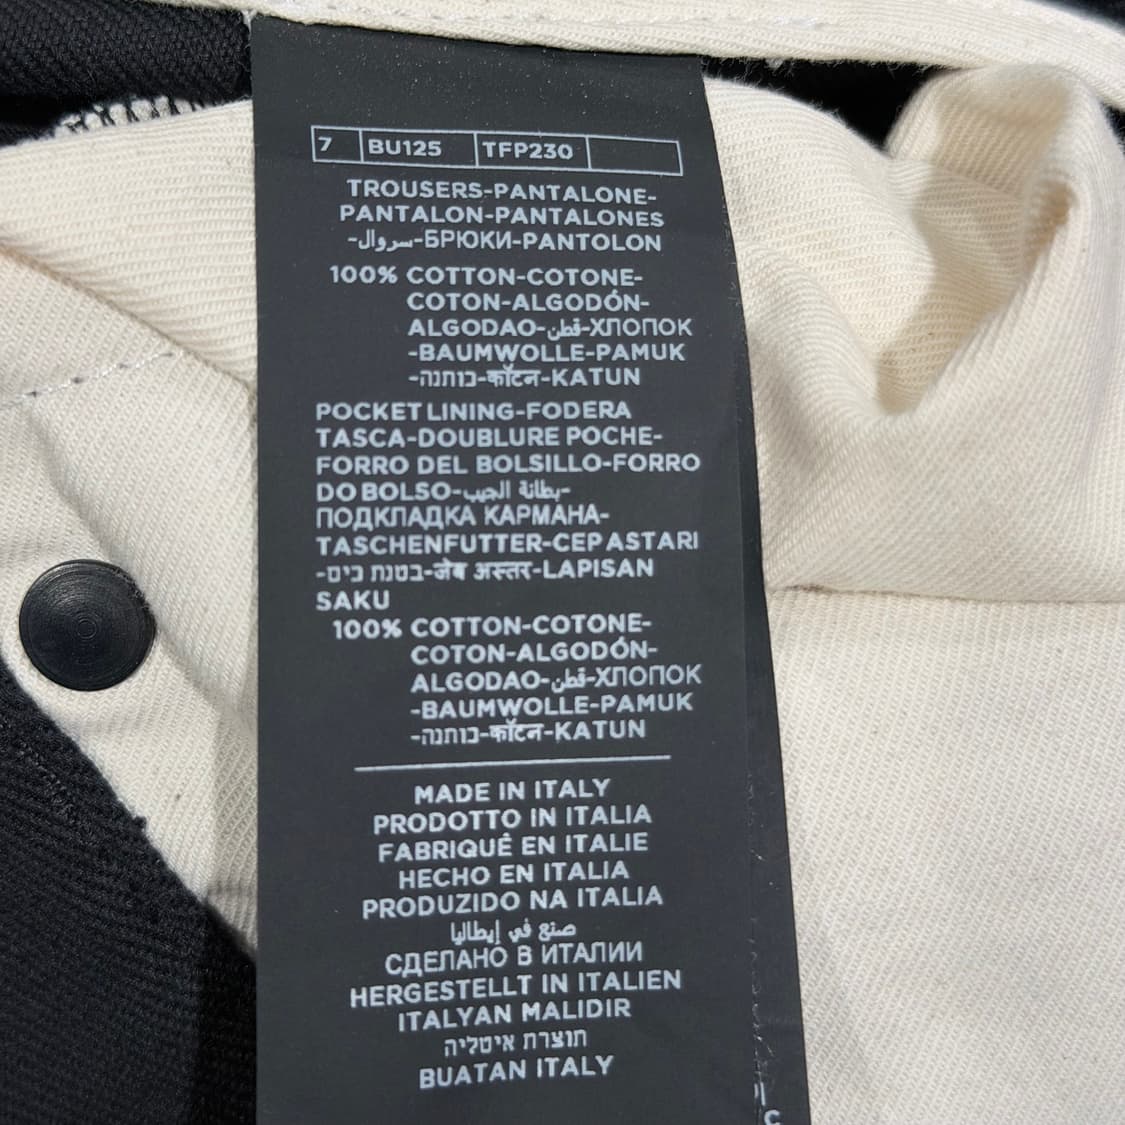 7 BU125 TFP230
TROUSERS-PANTALONE-
PANTALON-PANTALONES
-سروال-БРЮКИ-PANTOLON
100% COTTON-COTONE-
COTON-ALGODÓN-
ALGODAO-قطن-ХЛОПОК
-BAUMWOLLE-PAMUK
-כותנה-कॉटन-KATUN
POCKET LINING-FODERA
TASCA-DOUBLURE POCHE-
FORRO DEL BOLSILLO-FORRO
DO BOLSO-بطانة الجيب-
ПОДКЛАДКА КАРМАНА-
TASCHENFUTTER-CEP ASTARI
-בטנת כיס-जेब अस्तर-LAPISAN
SAKU
100% COTTON-COTONE-
COTON-ALGODÓN-
ALGODAO-قطن-ХЛОПОК
-BAUMWOLLE-PAMUK
-כותנה-कॉटन-KATUN
MADE IN ITALY
PRODOTTO IN ITALIA
FABRIQUÉ EN ITALIE
HECHO EN ITALIA
PRODUZIDO NA ITALIA
صنع في إيطاليا
СДЕЛАНО В ИТАЛИИ
HERGESTELLT IN ITALIEN
ITALYAN MALIDIR
תוצרת איטליה
BUATAN ITALY